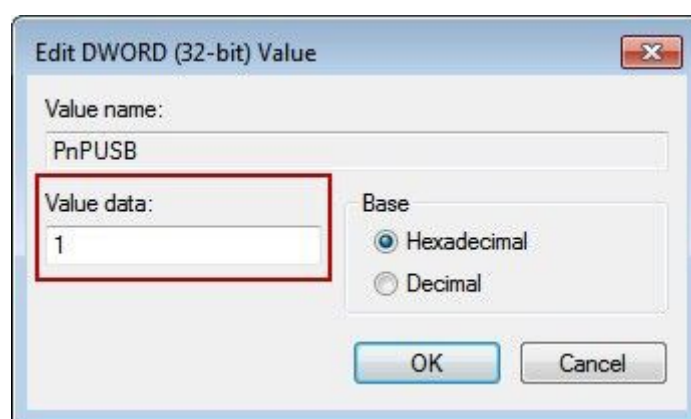 Edit DWORD (32-bit) Value
Value name:
PnPUSB
Value data:
1
Base
Hexadecimal
Decimal
OK
Cancel